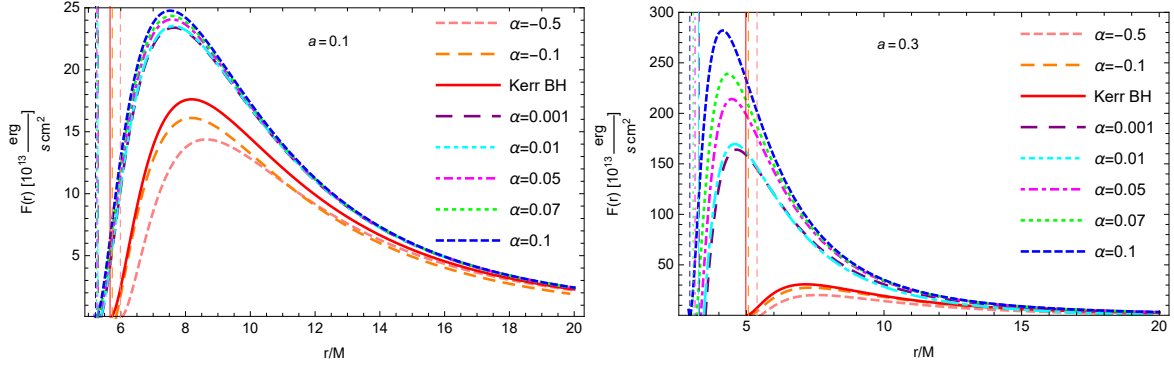 25
20
15
10
5
F(r) [10^13 erg / s cm^2]
6 8 10 12 14 16 18 20
r/M
a = 0.1
α=-0.5
α=-0.1
Kerr BH
α=0.001
α=0.01
α=0.05
α=0.07
α=0.1
300
250
200
150
100
50
F(r) [10^13 erg / s cm^2]
5 10 15 20
r/M
a = 0.3
α=-0.5
α=-0.1
Kerr BH
α=0.001
α=0.01
α=0.05
α=0.07
α=0.1